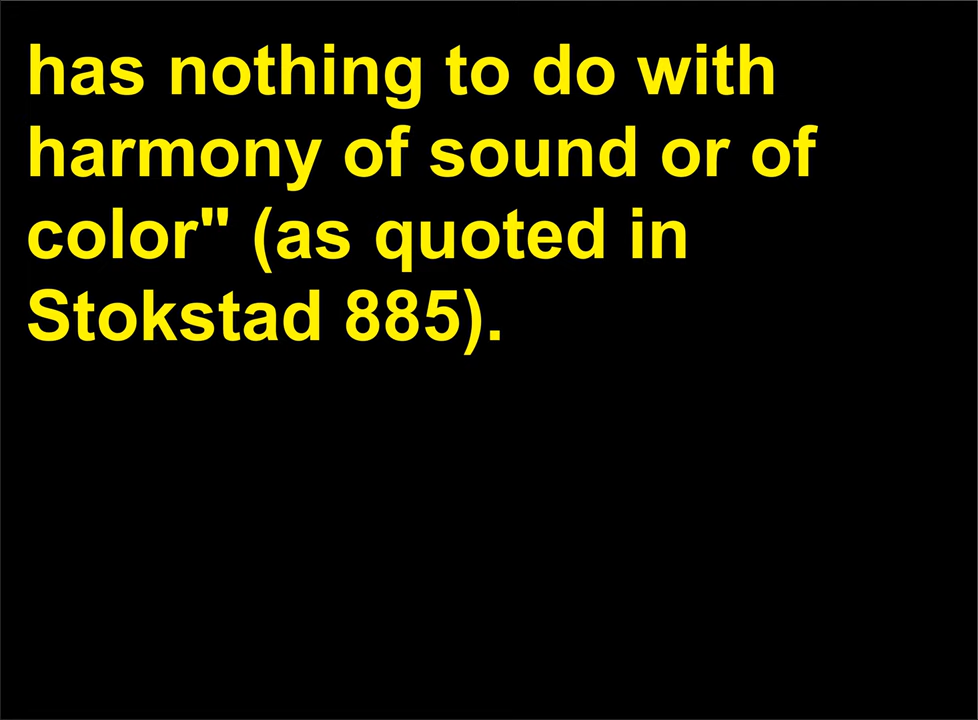 has nothing to do with
harmony of sound or of
color" (as quoted in
Stokstad 885).